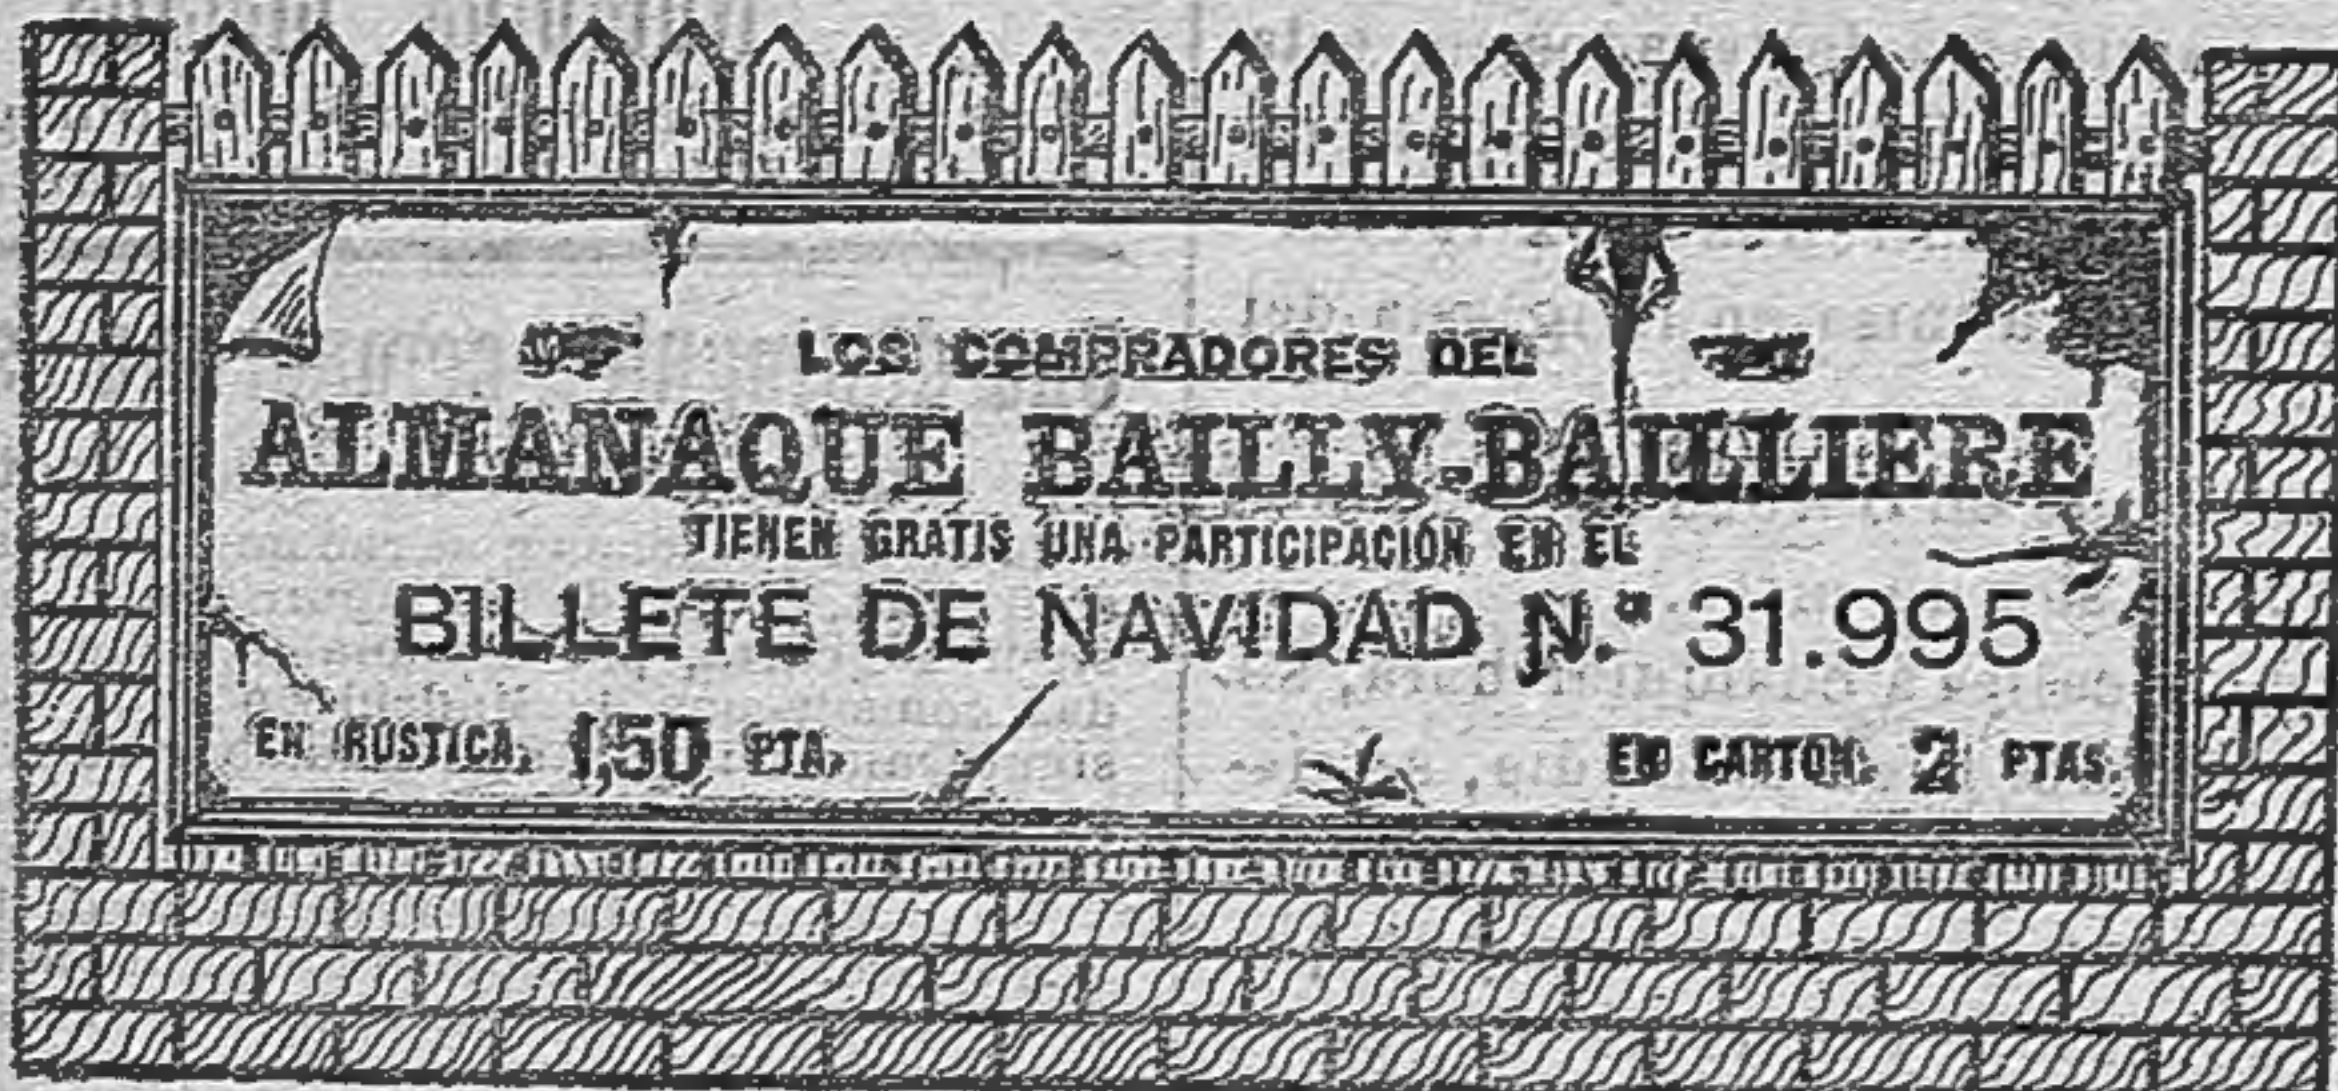 LOS COMPRADORES DEL
ALMANAQUE BAILLY-BAILLIERE
TIENEN GRATIS UNA PARTICIPACIÓN EN EL
BILLETE DE NAVIDAD N.º 31.995
EN RÚSTICA, 1,50 PTA.
EN CARTÓN, 2 PTAS.